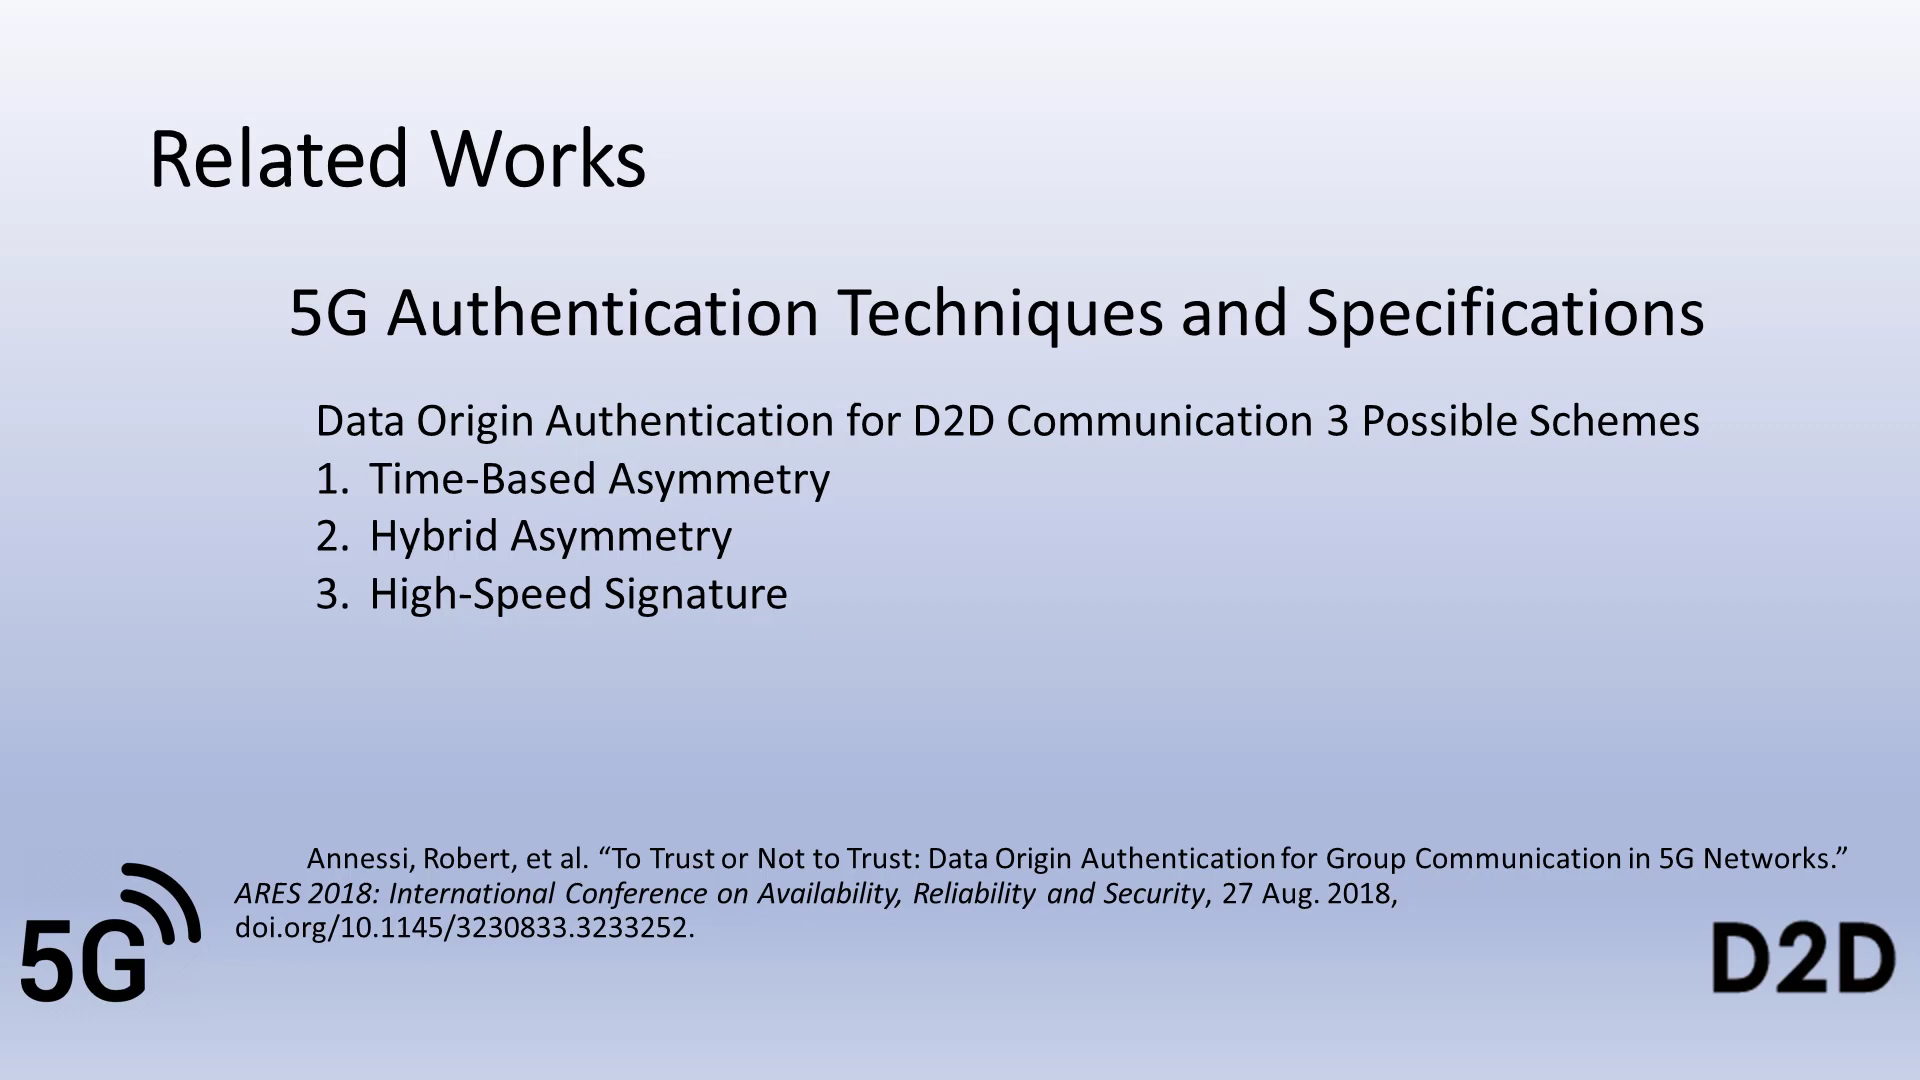 Related Works
5G Authentication Techniques and Specifications
Data Origin Authentication for D2D Communication 3 Possible Schemes
1. Time-Based Asymmetry
2. Hybrid Asymmetry
3. High-Speed Signature
Annessi, Robert, et al. “To Trust or Not to Trust: Data Origin Authentication for Group Communication in 5G Networks.”
ARES 2018: International Conference on Availability, Reliability and Security, 27 Aug. 2018,
doi.org/10.1145/3230833.3233252.
5G
D2D